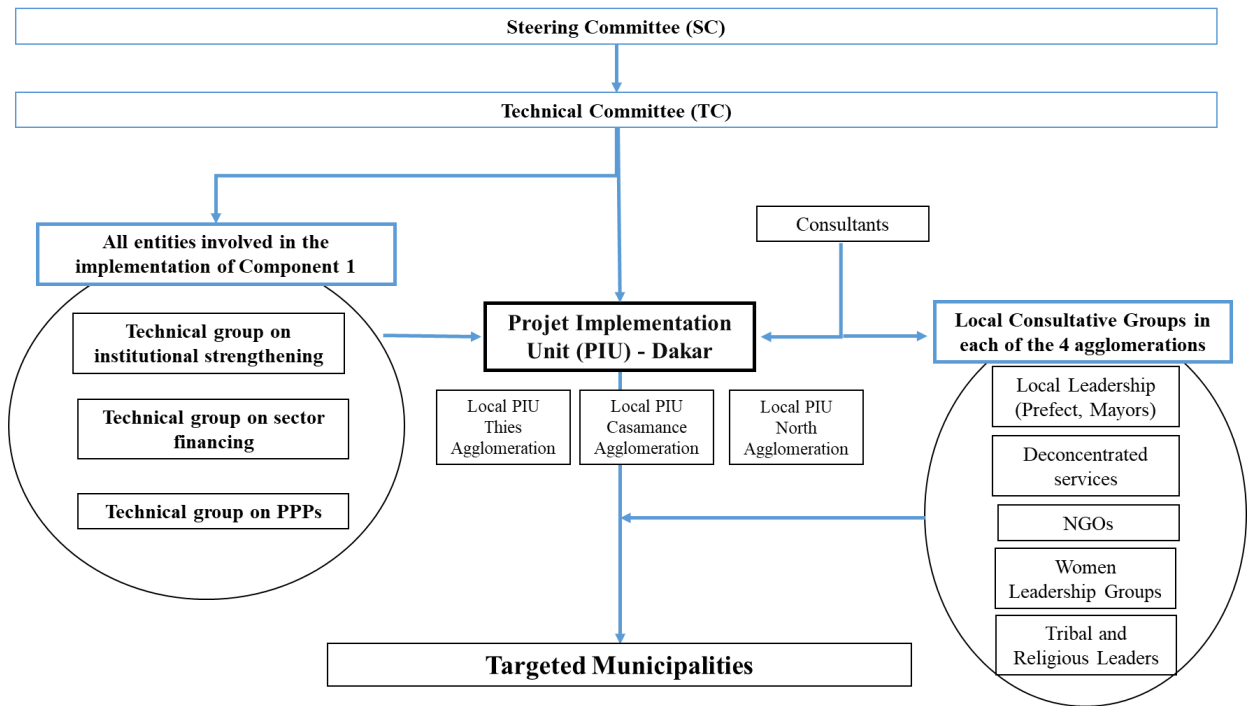 Steering Committee (SC)
Technical Committee (TC)
All entities involved in the
implementation of Component 1
Technical group on
institutional strengthening
Technical group on sector
financing
Technical group on PPPs
Consultants
Projet Implementation
Unit (PIU) - Dakar
Local PIU
Thies
Agglomeration
Local PIU
Casamance
Agglomeration
Local PIU
North
Agglomeration
Local Consultative Groups in
each of the 4 agglomerations
Local Leadership
(Prefect, Mayors)
Deconcentrated
services
NGOs
Women
Leadership Groups
Tribal and
Religious Leaders
Targeted Municipalities